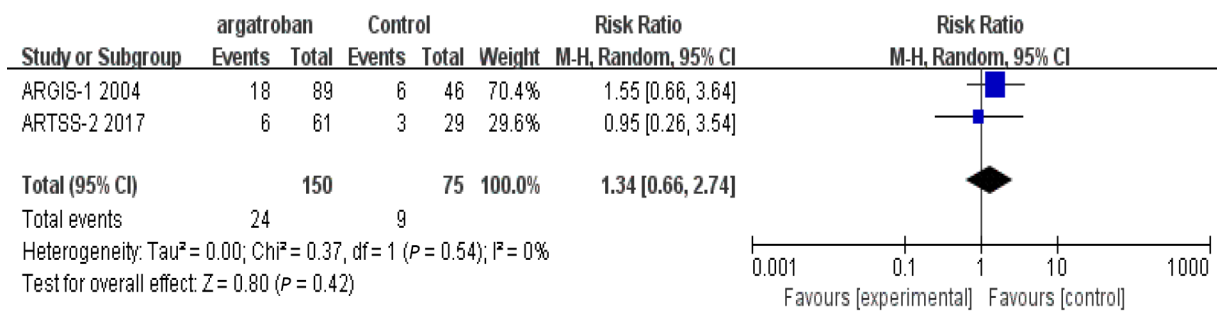 argatroban Control Risk Ratio Risk Ratio
Study or Subgroup Events Total Events Total Weight M-H, Random, 95% CI M-H, Random, 95% CI
ARGIS-1 2004 18 89 6 46 70.4% 1.55 [0.66, 3.64]
ARTSS-2 2017 6 61 3 29 29.6% 0.95 [0.26, 3.54]
Total (95% CI) 150 75 100.0% 1.34 [0.66, 2.74]
Total events 24 9
Heterogeneity: Tau² = 0.00; Chi² = 0.37, df = 1 (P = 0.54); I² = 0%
Test for overall effect: Z = 0.80 (P = 0.42)
0.001 0.1 1 10 1000
Favours [experimental] Favours [control]